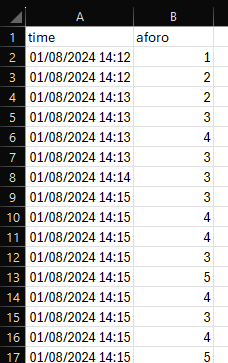 A B
1 time aforo
2 01/08/2024 14:12 1
3 01/08/2024 14:12 2
4 01/08/2024 14:13 2
5 01/08/2024 14:13 3
6 01/08/2024 14:13 4
7 01/08/2024 14:13 3
8 01/08/2024 14:14 3
9 01/08/2024 14:15 3
10 01/08/2024 14:15 4
11 01/08/2024 14:15 4
12 01/08/2024 14:15 3
13 01/08/2024 14:15 5
14 01/08/2024 14:15 4
15 01/08/2024 14:15 3
16 01/08/2024 14:15 4
17 01/08/2024 14:15 5